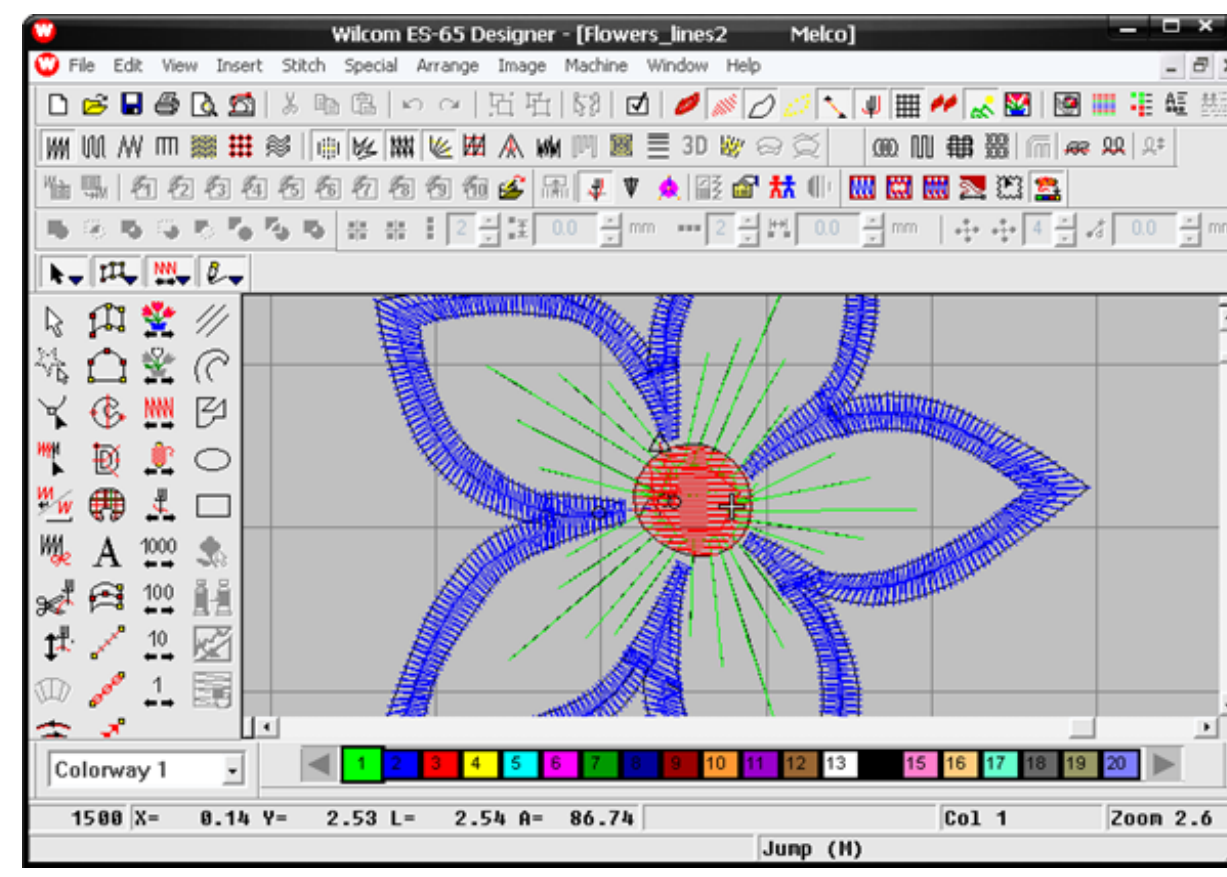 Wilcom ES-65 Designer - [Flowers_lines2 Melco]
File Edit View Insert Stitch Special Arrange Image Machine Window Help
3D
2 0.0 mm 2 0.0 mm 4 0.0 mm
A 1000
100
10
1
Colorway 1 1 2 3 4 5 6 7 8 9 10 11 12 13 15 16 17 18 19 20
1500 X= 0.14 Y= 2.53 L= 2.54 A= 86.74 Col 1 Zoom 2.6
Jump (M)